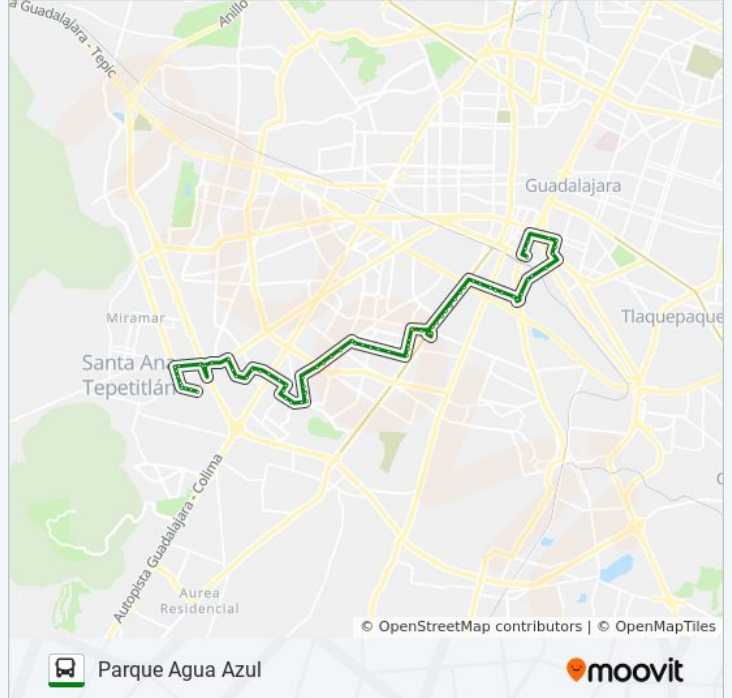 a Guadalajara - Tepic
Anillo
Guadalajara
Miramar
Tlaquepaque
Santa Ana
Tepetitlán
C
Autopista Guadalajara - Colima
Aurea
Residencial
© OpenStreetMap contributors | © OpenMapTiles
Parque Agua Azul
moovit